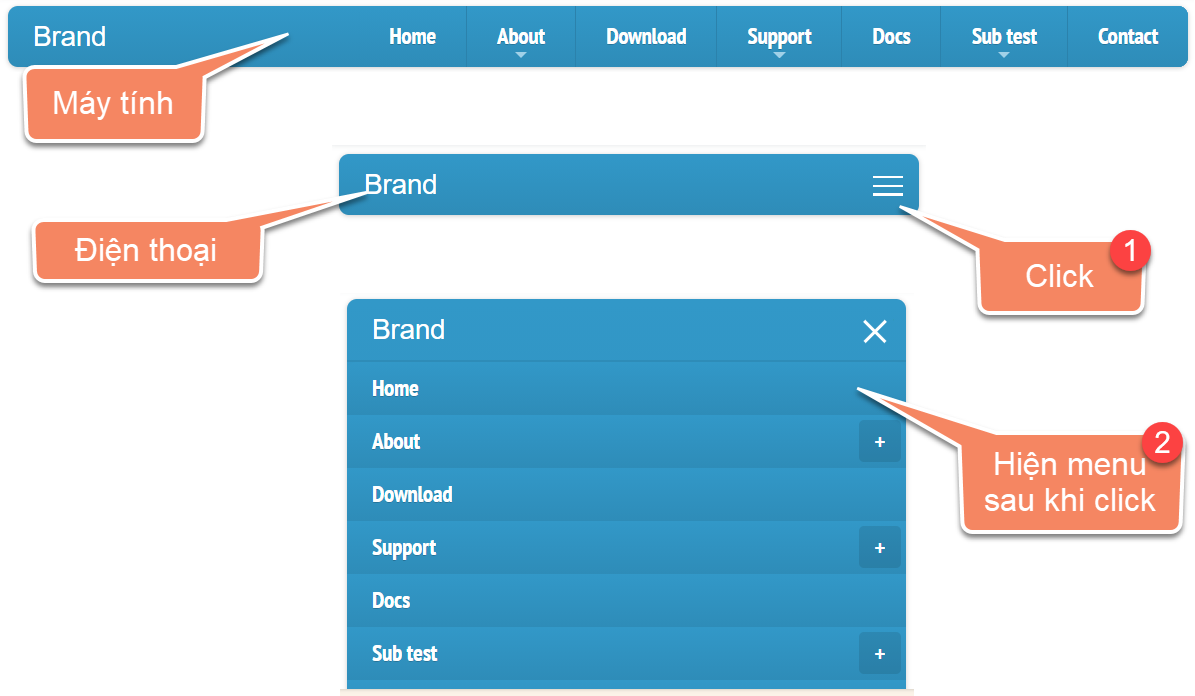 Brand Home About Download Support Docs Sub test Contact
Máy tính
Brand
Điện thoại
1
Click
Brand
Home
About +
2
Hiện menu
sau khi click
Download
Support +
Docs
Sub test +